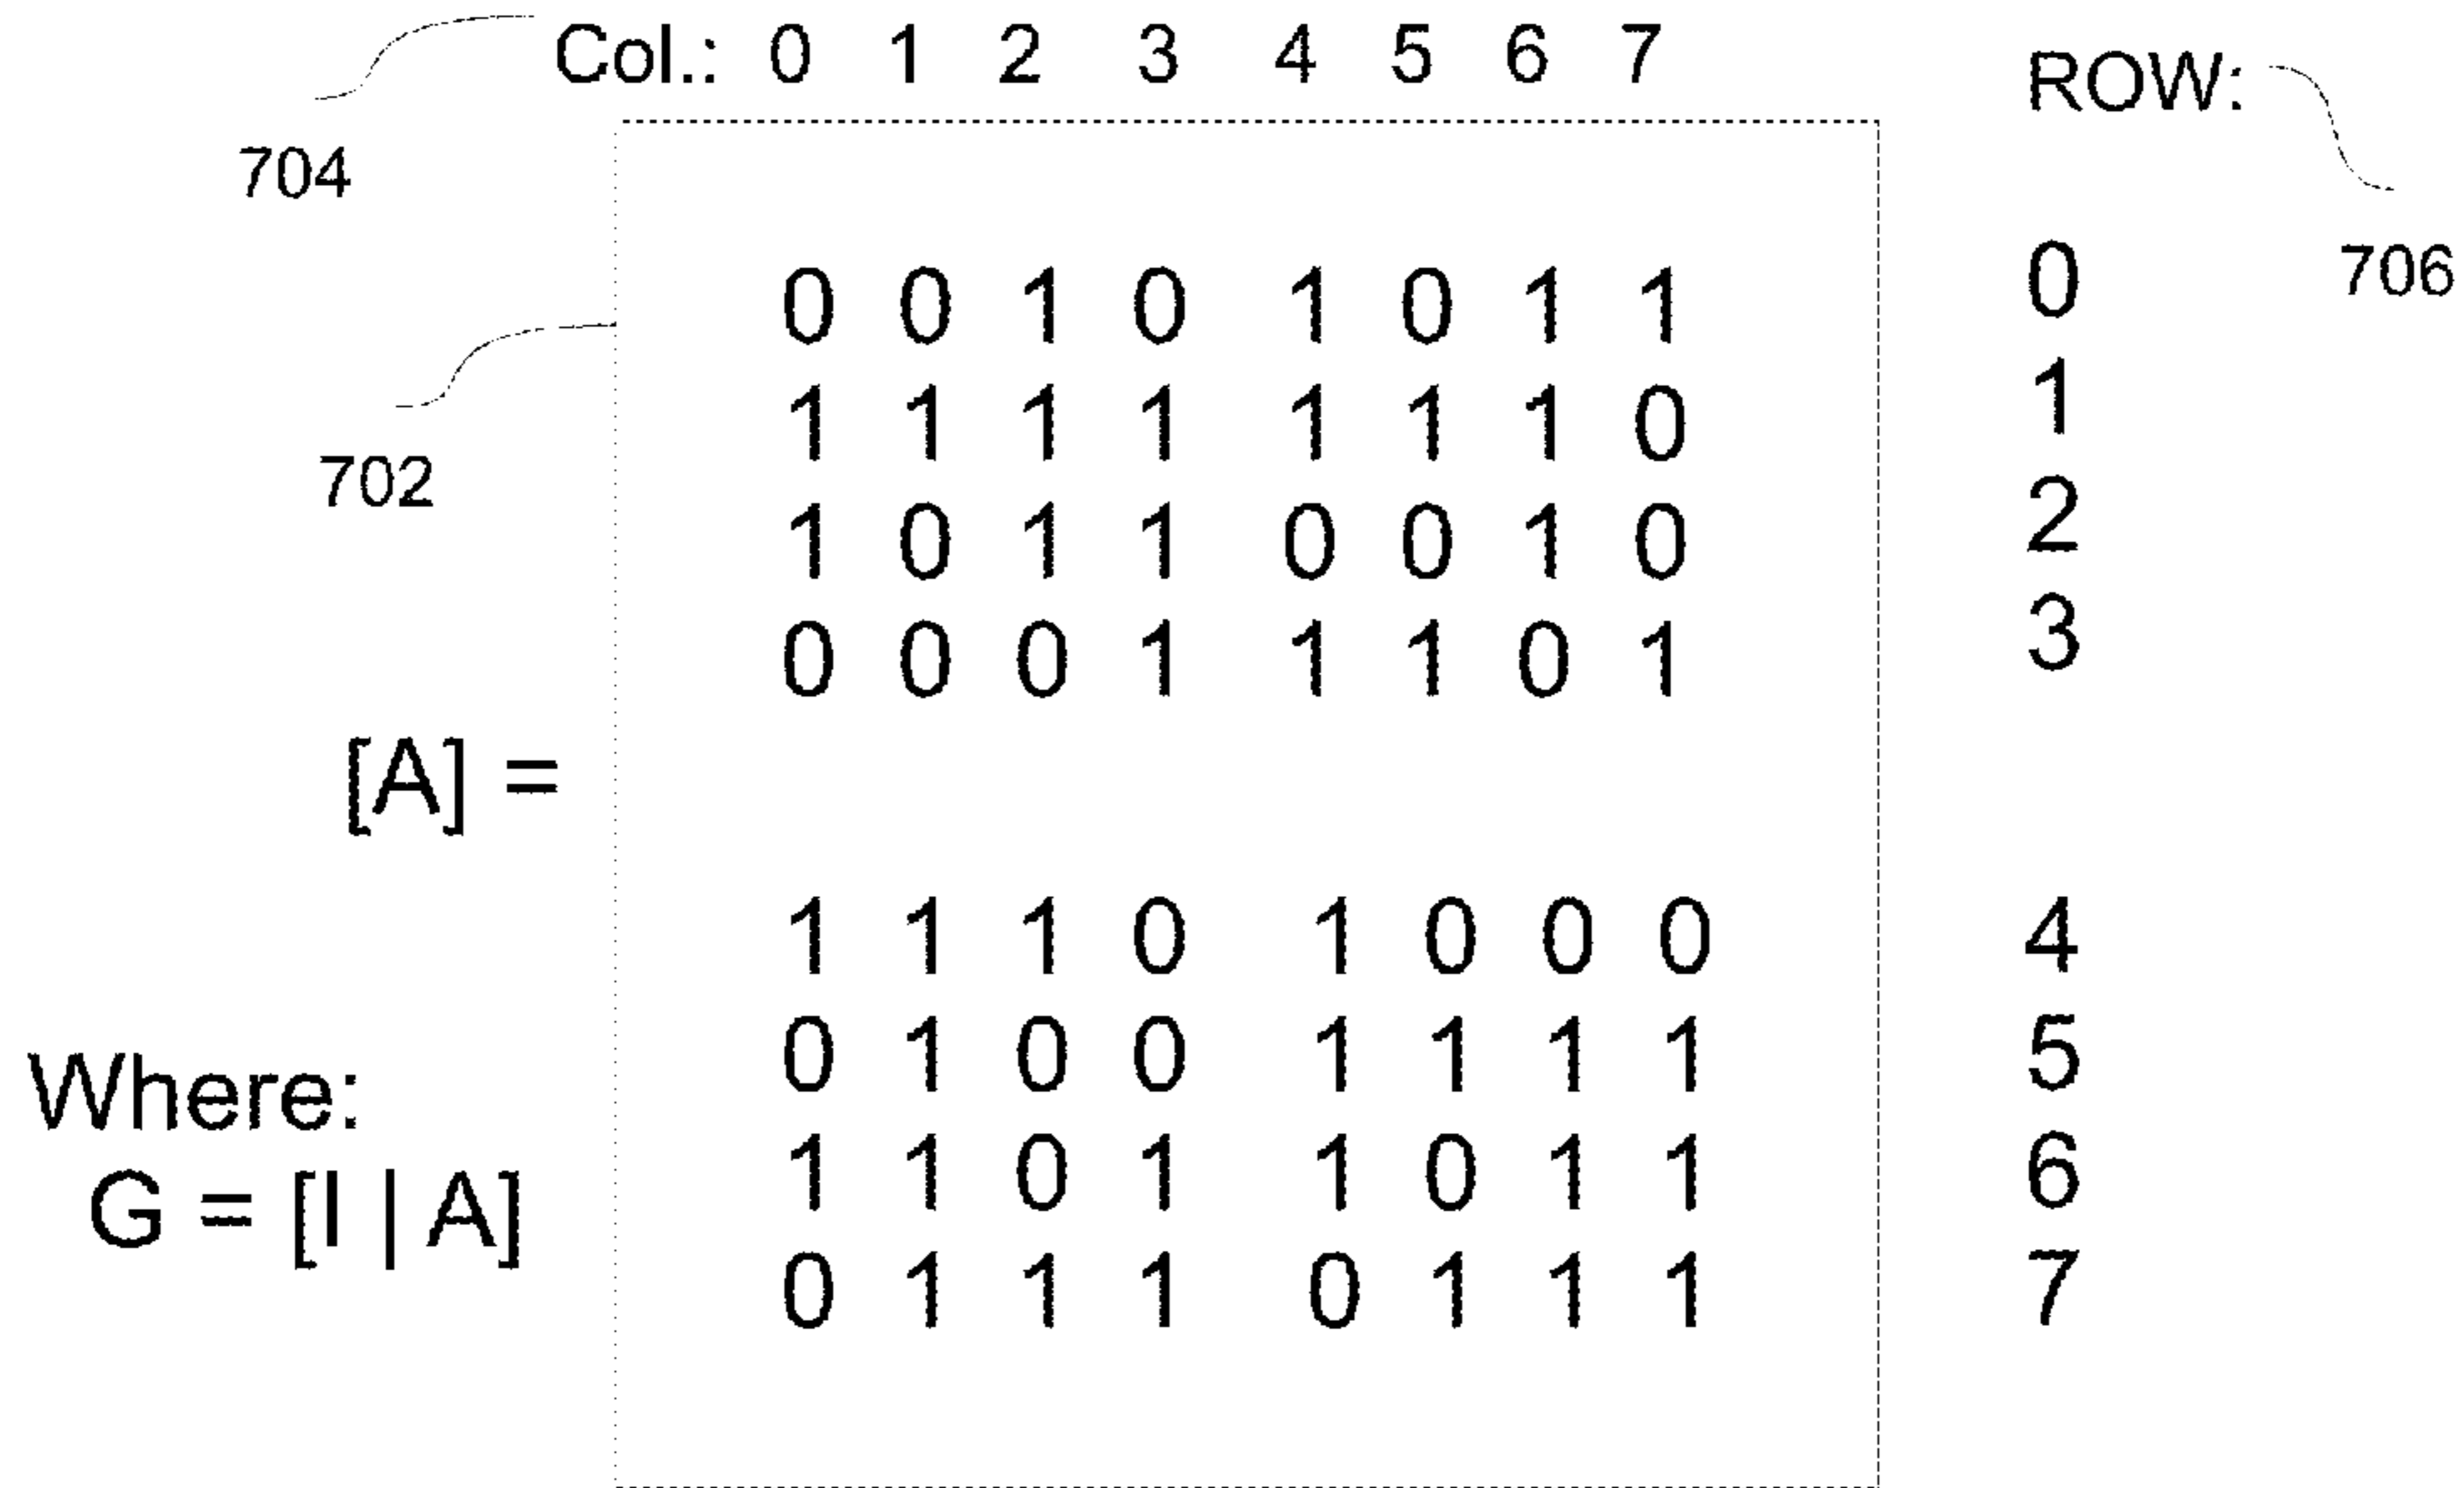 Col.: 0 1 2 3 4 5 6 7
ROW:
704
0 0 1 0 1 0 1 1 0
706
1 1 1 1 1 1 1 0 1
702
1 0 1 1 0 0 1 0 2
0 0 0 1 1 1 0 1 3
[A] =
1 1 1 0 1 0 0 0 4
0 1 0 0 1 1 1 1 5
Where:
1 1 0 1 1 0 1 1 6
G = [I | A]
0 1 1 1 0 1 1 1 7